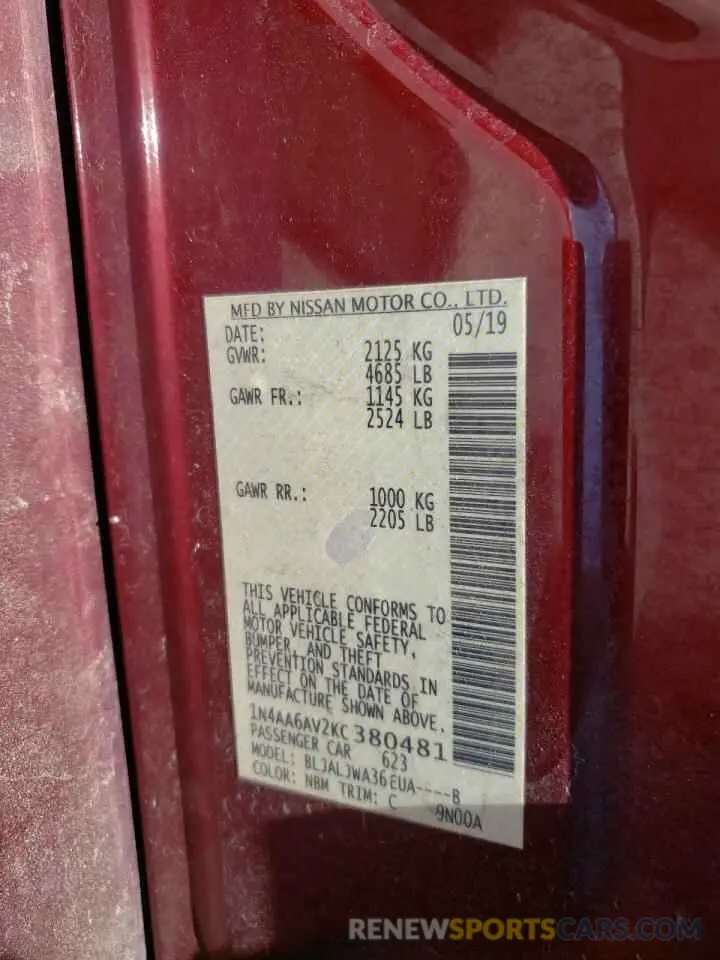 MFD BY NISSAN MOTOR CO., LTD.
DATE: 05/19
GVWR: 2125 KG
4685 LB
GAWR FR.: 1145 KG
2524 LB
GAWR RR.: 1000 KG
2205 LB
THIS VEHICLE CONFORMS TO
ALL APPLICABLE FEDERAL
MOTOR VEHICLE SAFETY,
BUMPER, AND THEFT
PREVENTION STANDARDS IN
EFFECT ON THE DATE OF
MANUFACTURE SHOWN ABOVE.
1N4AA6AV2KC380481
PASSENGER CAR 623
MODEL: BLJALJWA36EUA----B
COLOR: NBM TRIM: C 9N00A
RENEWSPORTSCARS.COM